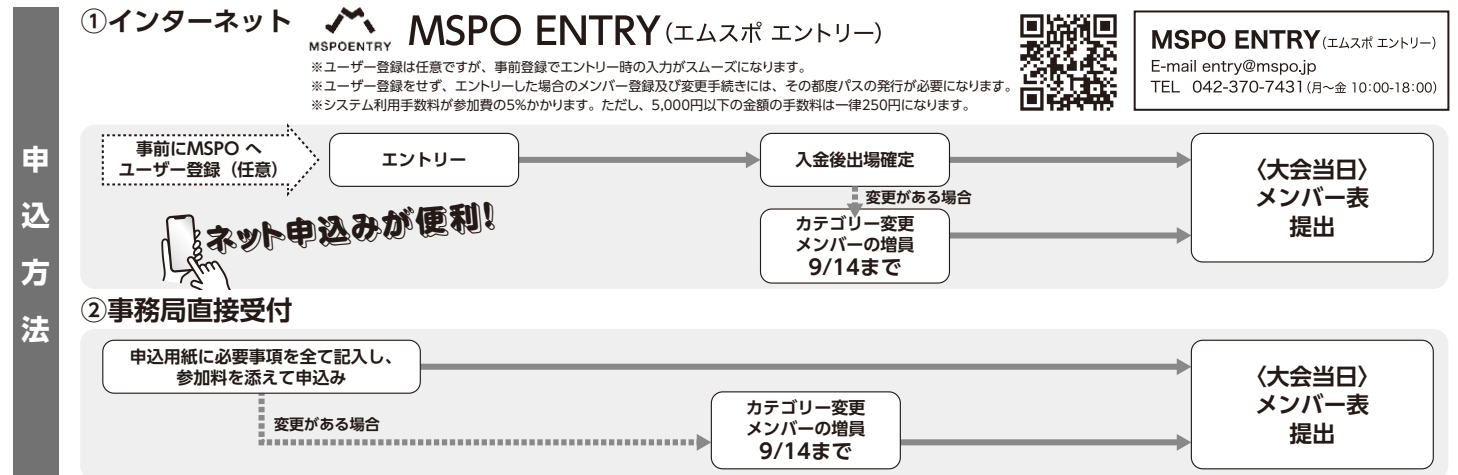 申込方法
①インターネット
MSPOENTRY
MSPO ENTRY(エムスポ エントリー)
※ユーザー登録は任意ですが、事前登録でエントリー時の入力がスムーズになります。
※ユーザー登録をせず、エントリーした場合のメンバー登録及び変更手続きには、その都度パスの発行が必要になります。
※システム利用手数料が参加費の5%かかります。ただし、5,000円以下の金額の手数料は一律250円になります。
MSPO ENTRY(エムスポ エントリー)
E-mail entry@mspo.jp
TEL 042-370-7431(月~金 10:00-18:00)
事前にMSPO へ
ユーザー登録（任意）
エントリー
入金後出場確定
変更がある場合
カテゴリー変更
メンバーの増員
9/14まで
〈大会当日〉
メンバー表
提出
ネット申込みが便利!
②事務局直接受付
申込用紙に必要事項を全て記入し、
参加料を添えて申込み
変更がある場合
カテゴリー変更
メンバーの増員
9/14まで
〈大会当日〉
メンバー表
提出